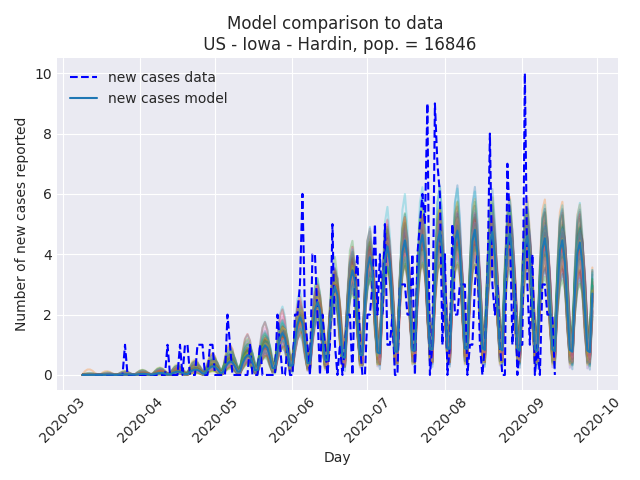 Model comparison to data
US - Iowa - Hardin, pop. = 16846
new cases data
new cases model
Number of new cases reported
10
8
6
4
2
0
2020-03
2020-04
2020-05
2020-06
2020-07
2020-08
2020-09
2020-10
Day